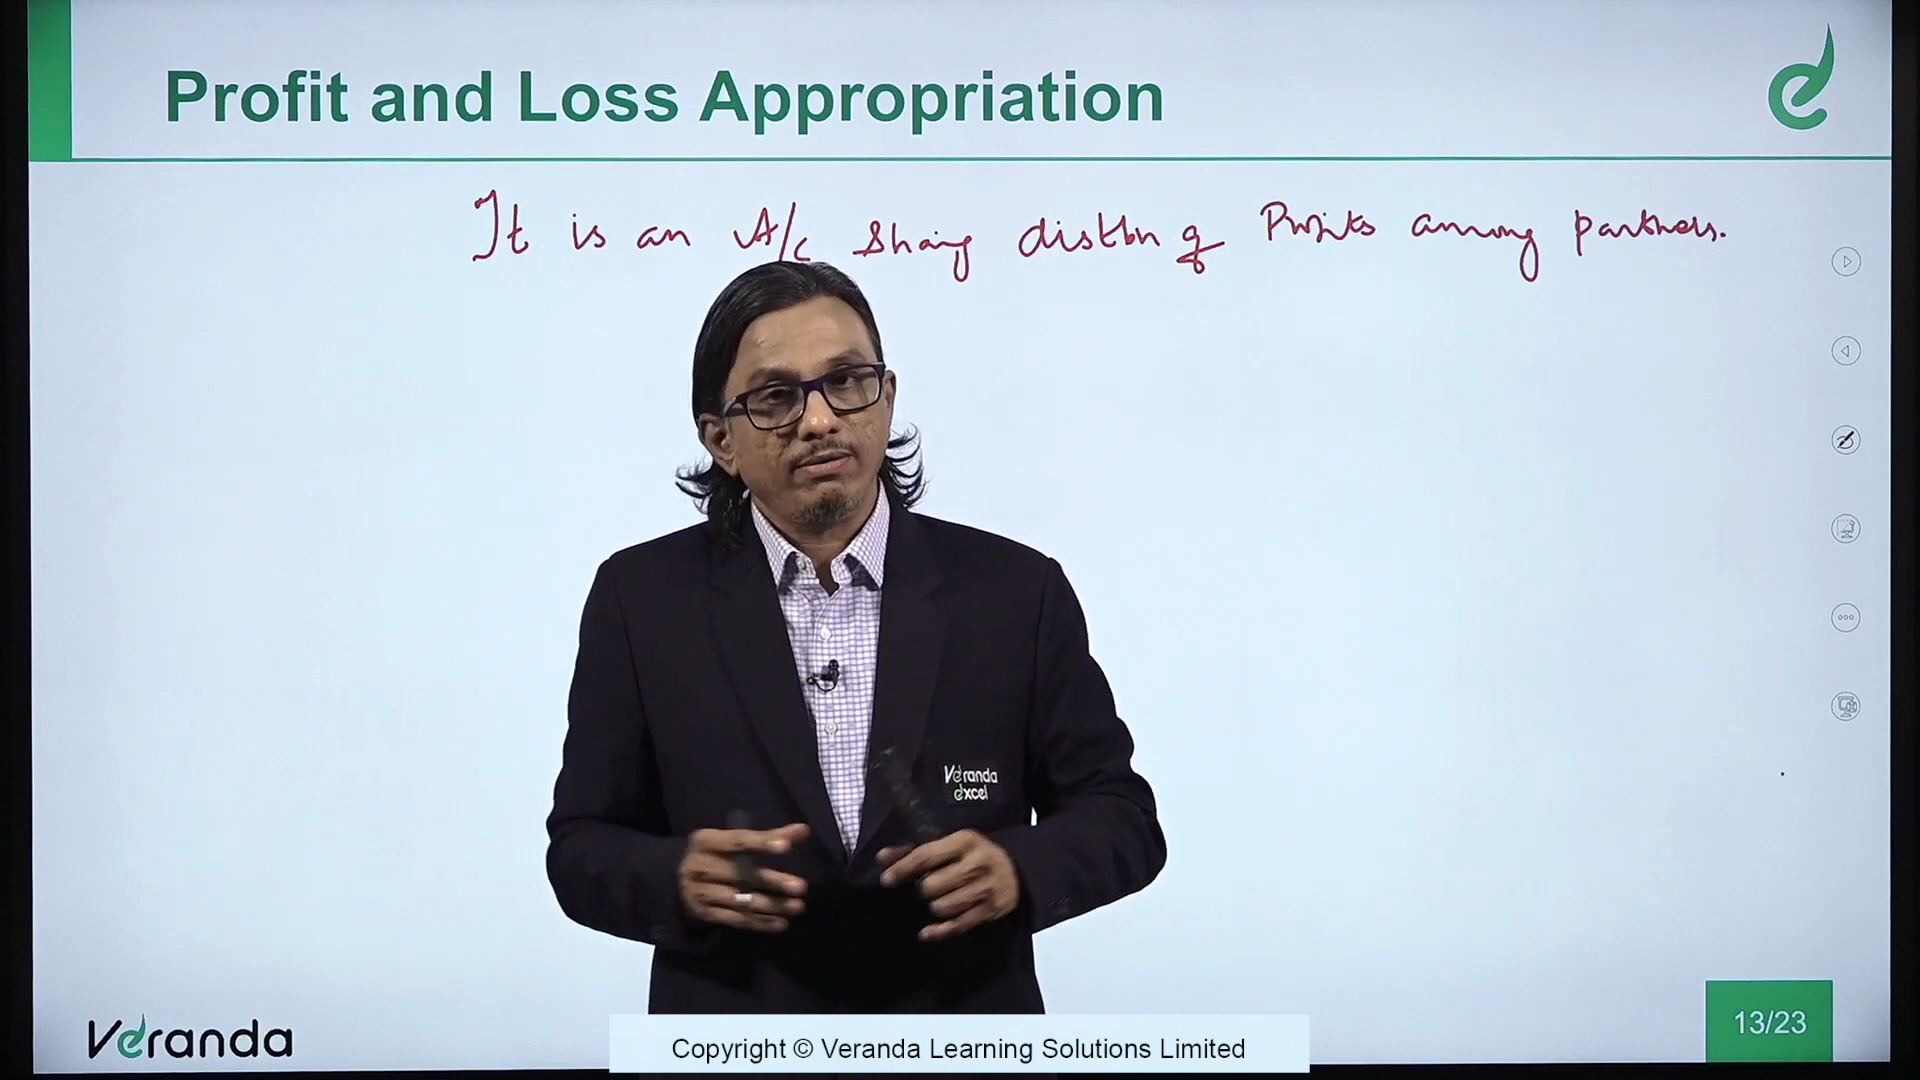 Profit and Loss Appropriation
It is an A/c Shoing distbn of Profits among partners.
Veranda
excel
Veranda
13/23
Copyright © Veranda Learning Solutions Limited